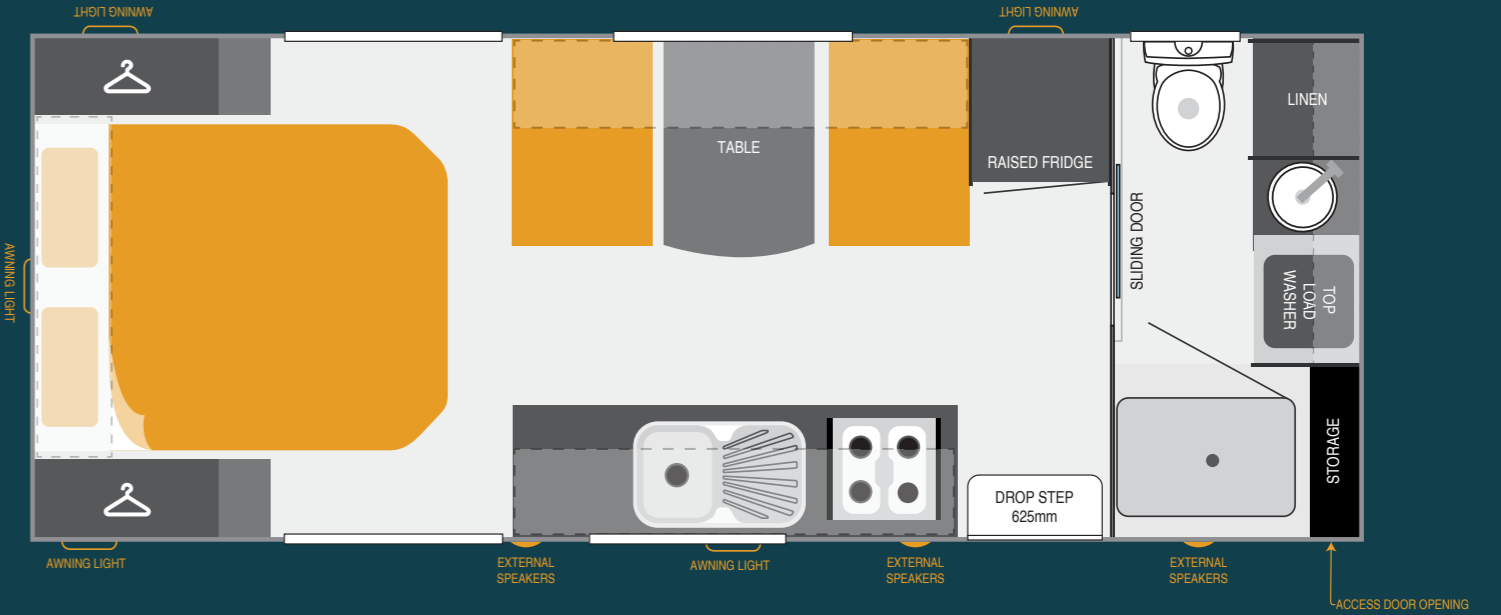 AWNING LIGHT
AWNING LIGHT
LINEN
TABLE
RAISED FRIDGE
SLIDING DOOR
AWNING LIGHT
TOP
LOAD
WASHER
STORAGE
DROP STEP
625mm
AWNING LIGHT
EXTERNAL
SPEAKERS
AWNING LIGHT
EXTERNAL
SPEAKERS
EXTERNAL
SPEAKERS
ACCESS DOOR OPENING